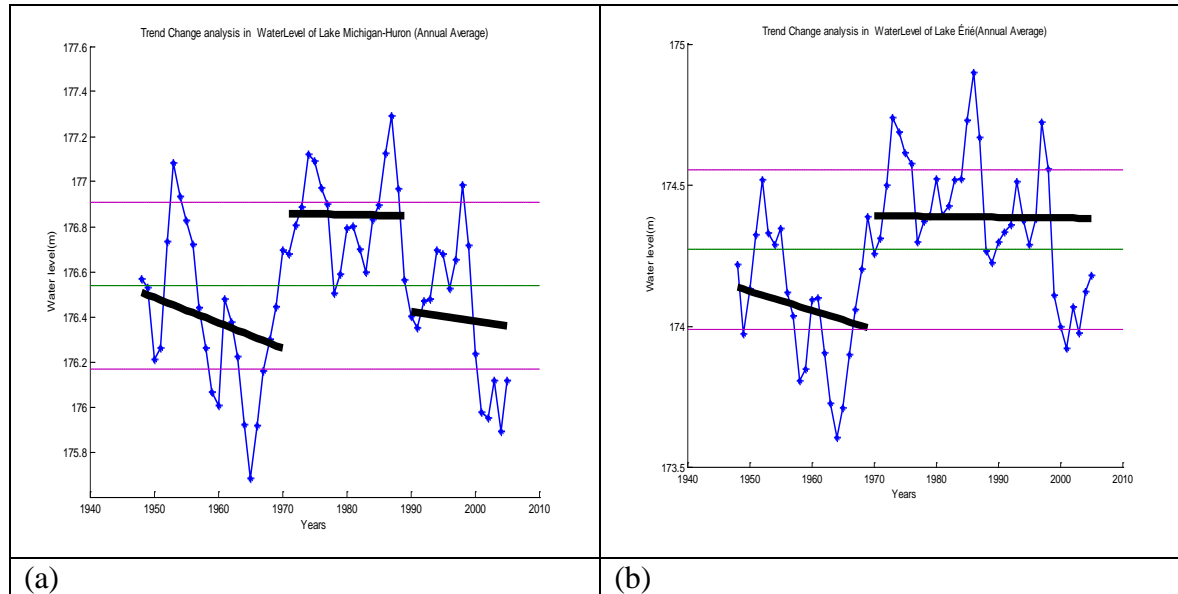 Trend Change analysis in WaterLevel of Lake Michigan-Huron (Annual Average)
177.6
177.4
177.2
177
176.8
176.6
176.4
176.2
176
175.8
Water level(m)
1940 1950 1960 1970 1980 1990 2000 2010
Years
(a)
Trend Change analysis in WaterLevel of Lake Érié(Annual Average)
175
174.5
174
173.5
Water level(m)
1940 1950 1960 1970 1980 1990 2000 2010
Years
(b)